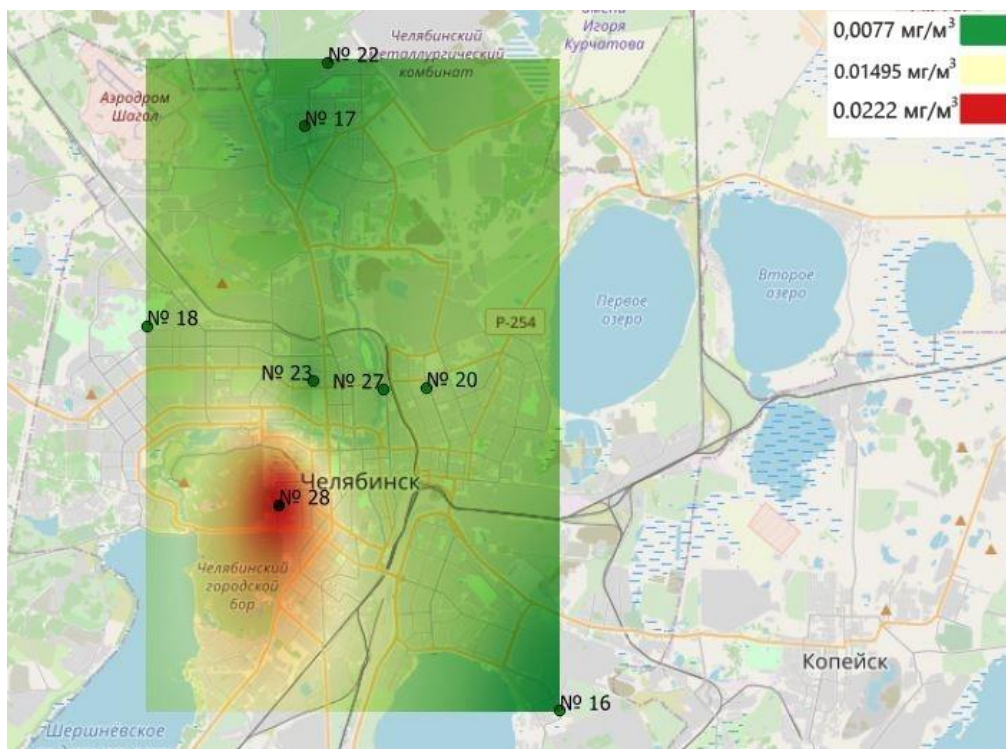 имени
Игоря
Курчатова
0,0077 мг/м³
0.01495 мг/м³
0.0222 мг/м³
Челябинский
металлургический
комбинат
№ 22
Аэродром
Шагол
№ 17
Первое
озеро
Второе
озеро
№ 18
Р-254
№ 23
№ 27
№ 20
Челябинск
№ 28
Челябинский
городской
бор
Копейск
№ 16
Шершнёвское